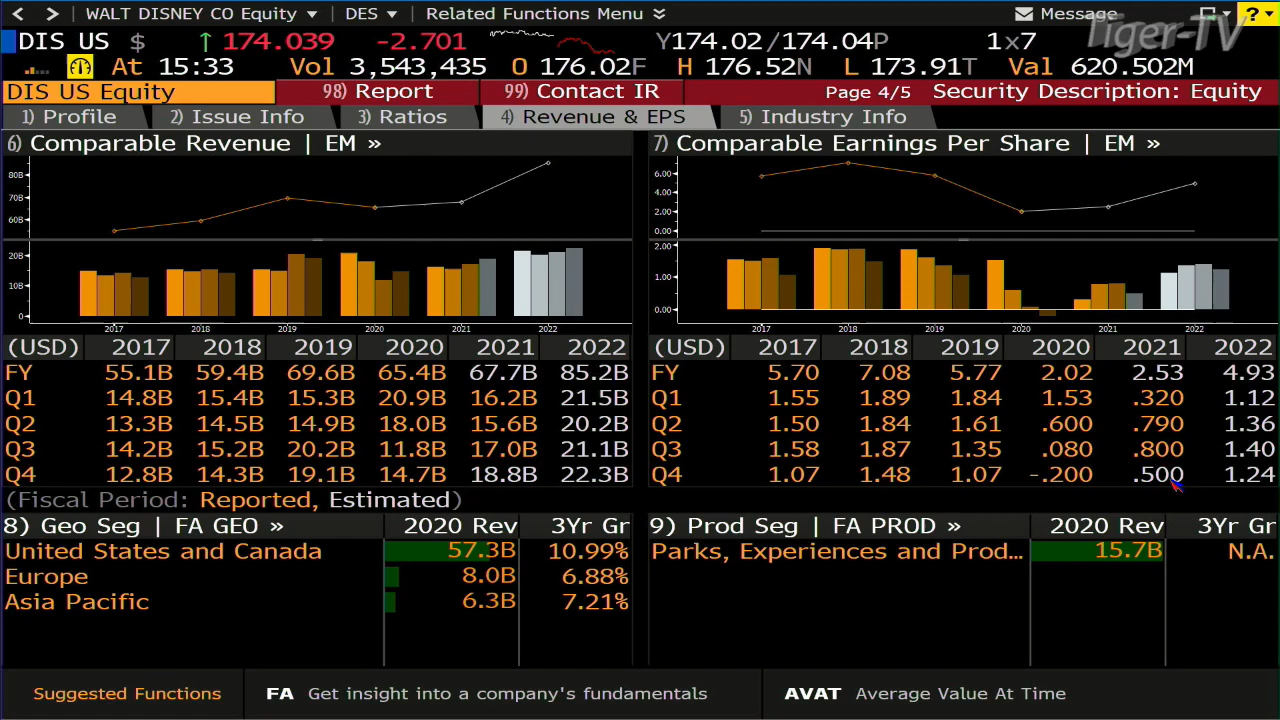 WALT DISNEY CO Equity DES Related Functions Menu Message ?
Tiger-TV
DIS US $ ↑ 174.039 -2.701 Y174.02/174.04P 1x7
At 15:33 Vol 3,543,435 O 176.02F H 176.52N L 173.91T Val 620.502M
DIS US Equity 98) Report 99) Contact IR Page 4/5 Security Description: Equity
1) Profile 2) Issue Info 3) Ratios 4) Revenue & EPS 5) Industry Info
6) Comparable Revenue | EM »
80B
70B
60B
20B
10B
0
2017 2018 2019 2020 2021 2022
(USD) 2017 2018 2019 2020 2021 2022
FY 55.1B 59.4B 69.6B 65.4B 67.7B 85.2B
Q1 14.8B 15.4B 15.3B 20.9B 16.2B 21.5B
Q2 13.3B 14.5B 14.9B 18.0B 15.6B 20.2B
Q3 14.2B 15.2B 20.2B 11.8B 17.0B 21.1B
Q4 12.8B 14.3B 19.1B 14.7B 18.8B 22.3B
7) Comparable Earnings Per Share | EM »
6.00
4.00
2.00
0.00
2.00
1.00
0.00
2017 2018 2019 2020 2021 2022
(USD) 2017 2018 2019 2020 2021 2022
FY 5.70 7.08 5.77 2.02 2.53 4.93
Q1 1.55 1.89 1.84 1.53 .320 1.12
Q2 1.50 1.84 1.61 .600 .790 1.36
Q3 1.58 1.87 1.35 .080 .800 1.40
Q4 1.07 1.48 1.07 -.200 .500 1.24
(Fiscal Period: Reported, Estimated)
8) Geo Seg | FA GEO » 2020 Rev 3Yr Gr
United States and Canada 57.3B 10.99%
Europe 8.0B 6.88%
Asia Pacific 6.3B 7.21%
9) Prod Seg | FA PROD » 2020 Rev 3Yr Gr
Parks, Experiences and Prod... 15.7B N.A.
Suggested Functions FA Get insight into a company's fundamentals AVAT Average Value At Time